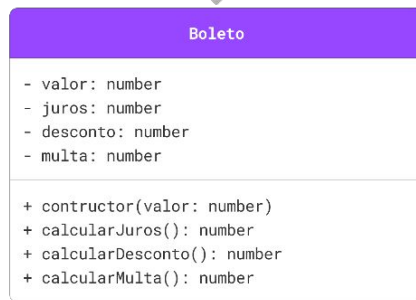 Boleto
- valor: number
- juros: number
- desconto: number
- multa: number
+ contructor(valor: number)
+ calcularJuros(): number
+ calcularDesconto(): number
+ calcularMulta(): number